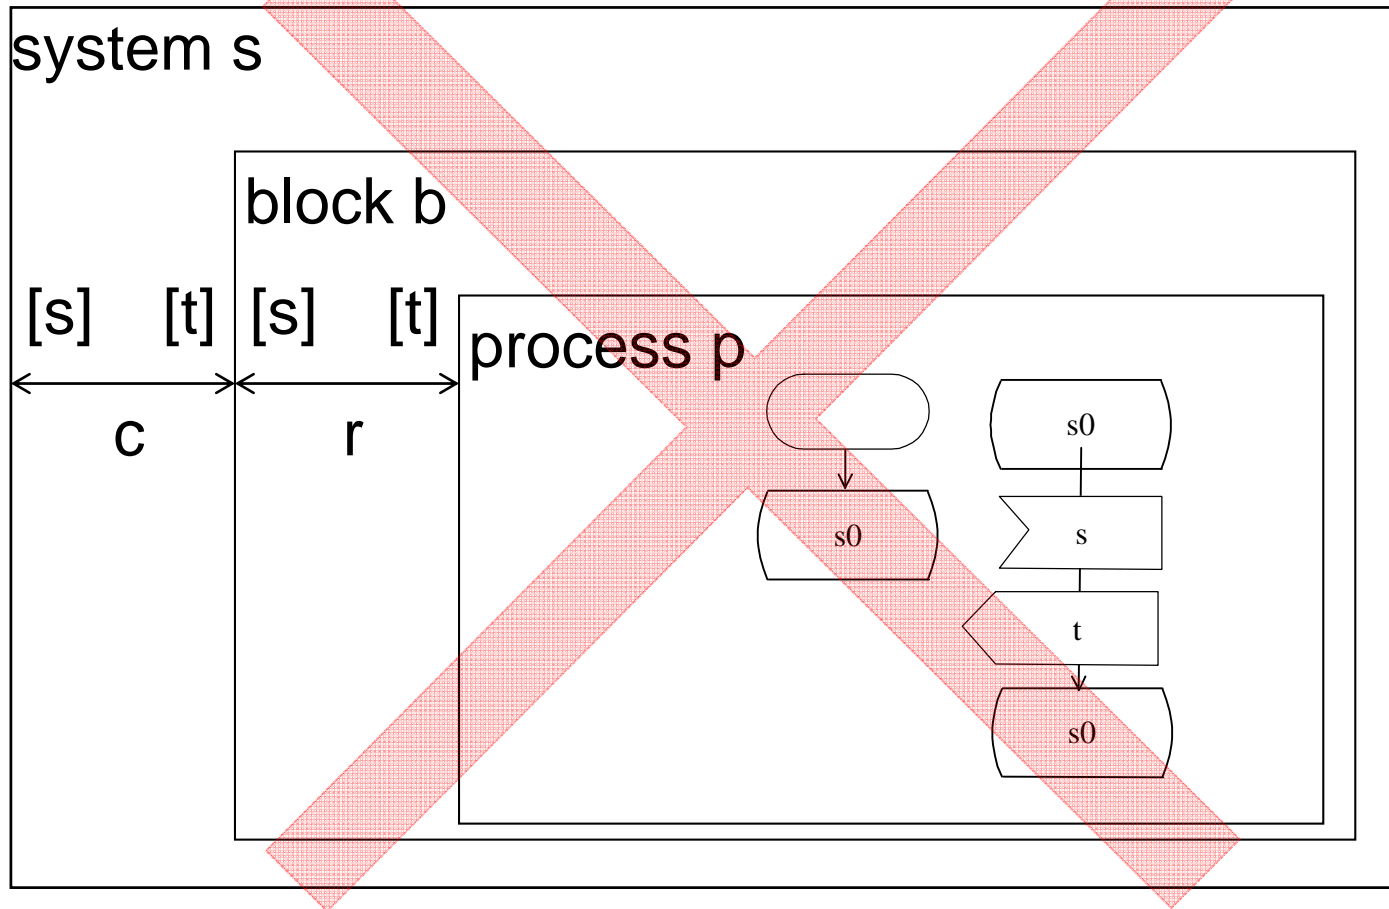 system s
block b
[s] [t] [s] [t]
process p
c r
s0
s0
s
t
s0